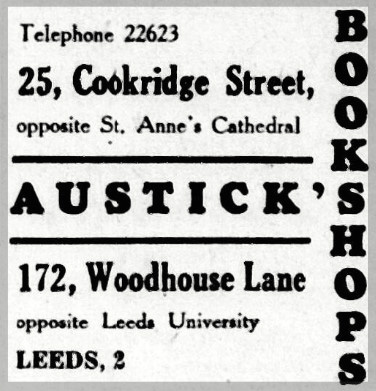 Telephone 22623
25, Cookridge Street,
opposite St. Anne's Cathedral
AUSTICK'S
172, Woodhouse Lane
opposite Leeds University
LEEDS, 2
BOOKSHOPS